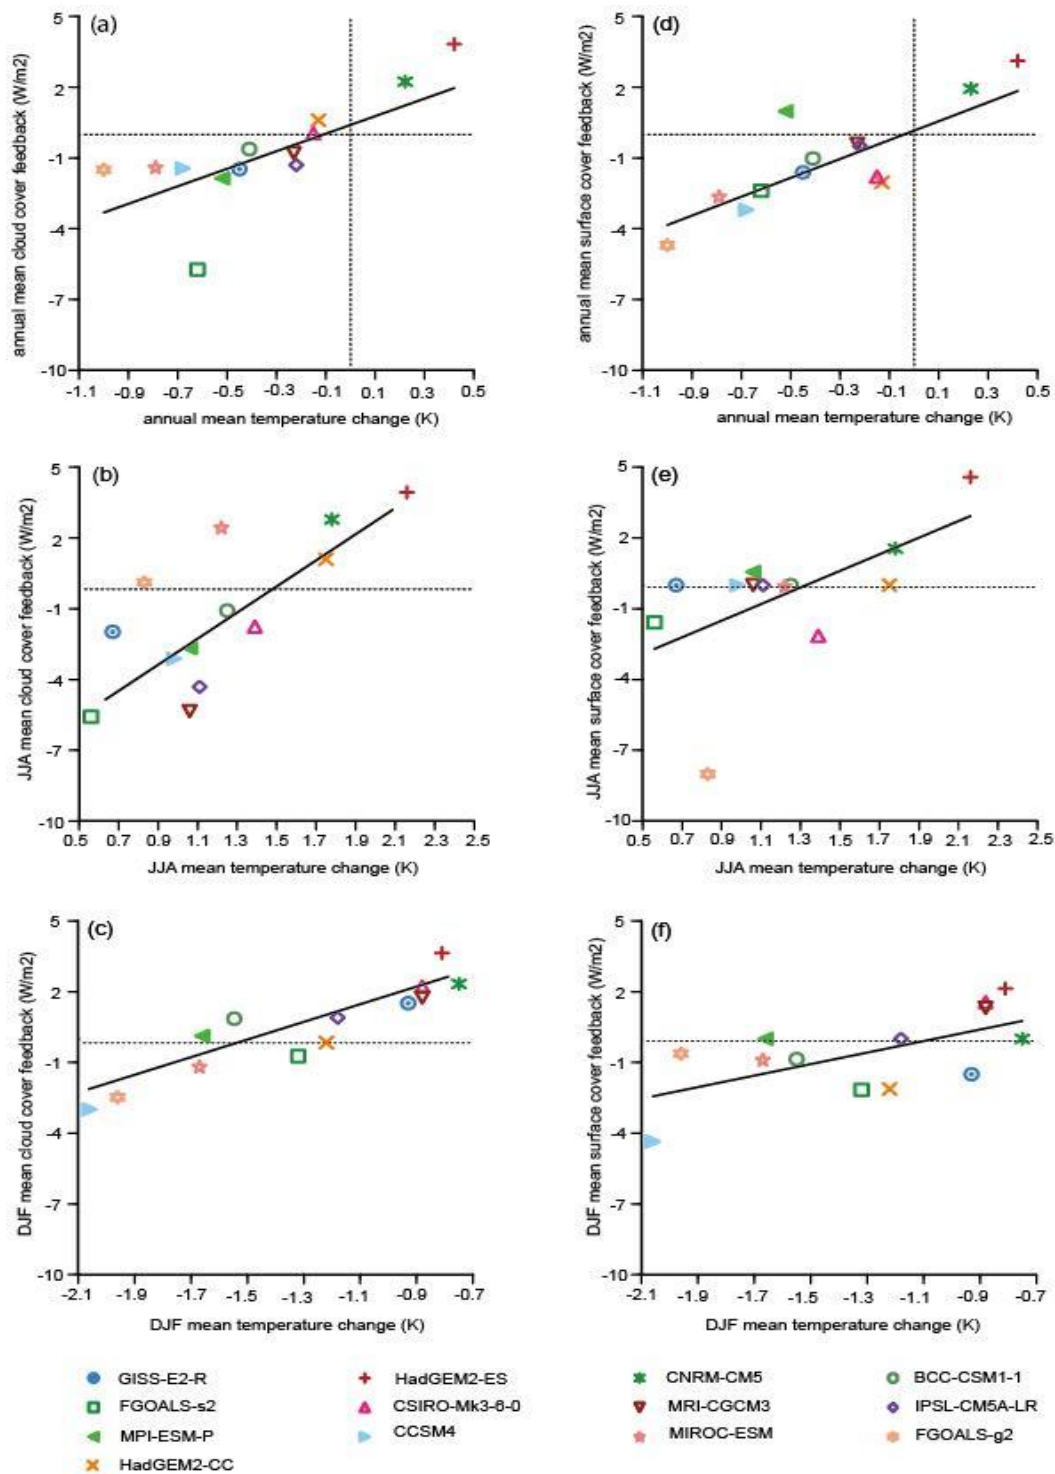 (a)
annual mean cloud cover feedback (W/m2)
5
2
-1
-4
-7
-10
-1.1 -0.9 -0.7 -0.5 -0.3 -0.1 0.1 0.3 0.5
annual mean temperature change (K)
(d)
annual mean surface cover feedback (W/m2)
5
2
-1
-4
-7
-10
-1.1 -0.9 -0.7 -0.5 -0.3 -0.1 0.1 0.3 0.5
annual mean temperature change (K)
(b)
JJA mean cloud cover feedback (W/m2)
5
2
-1
-4
-7
-10
0.5 0.7 0.9 1.1 1.3 1.5 1.7 1.9 2.1 2.3 2.5
JJA mean temperature change (K)
(e)
JJA mean surface cover feedback (W/m2)
5
2
-1
-4
-7
-10
0.5 0.7 0.9 1.1 1.3 1.5 1.7 1.9 2.1 2.3 2.5
JJA mean temperature change (K)
(c)
DJF mean cloud cover feedback (W/m2)
5
2
-1
-4
-7
-10
-2.1 -1.9 -1.7 -1.5 -1.3 -1.1 -0.9 -0.7
DJF mean temperature change (K)
(f)
DJF mean surface cover feedback (W/m2)
5
2
-1
-4
-7
-10
-2.1 -1.9 -1.7 -1.5 -1.3 -1.1 -0.9 -0.7
DJF mean temperature change (K)
GISS-E2-R HadGEM2-ES CNRM-CM5 BCC-CSM1-1
FGOALS-s2 CSIRO-Mk3-6-0 MRI-CGCM3 IPSL-CM5A-LR
MPI-ESM-P CCSM4 MIROC-ESM FGOALS-g2
HadGEM2-CC